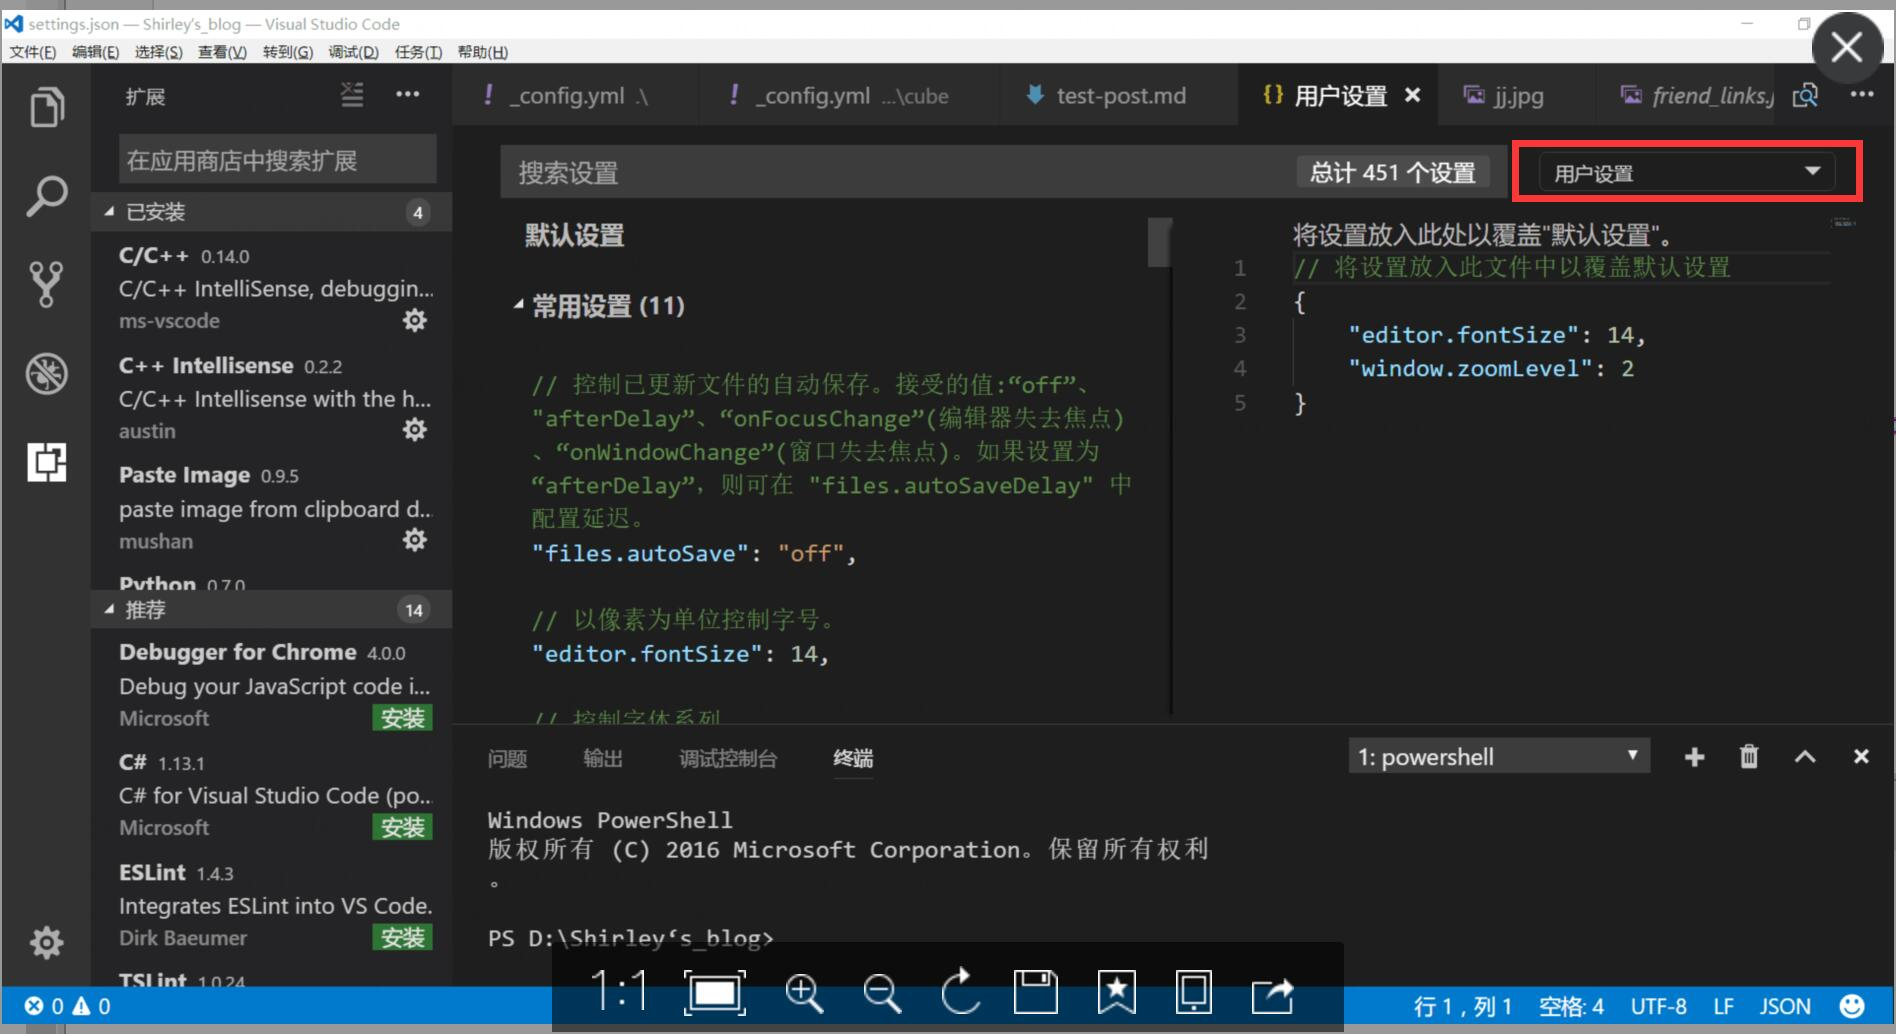 settings.json — Shirley's_blog — Visual Studio Code
文件(F) 编辑(E) 选择(S) 查看(V) 转到(G) 调试(D) 任务(T) 帮助(H)
扩展
! _config.yml .\
! _config.yml ...\cube
test-post.md
{} 用户设置
jj.jpg
friend_links.j
在应用商店中搜索扩展
已安装 4
C/C++ 0.14.0
C/C++ IntelliSense, debuggin...
ms-vscode
C++ Intellisense 0.2.2
C/C++ Intellisense with the h...
austin
Paste Image 0.9.5
paste image from clipboard d...
mushan
Python 0.7.0
推荐 14
Debugger for Chrome 4.0.0
Debug your JavaScript code i...
Microsoft 安装
C# 1.13.1
C# for Visual Studio Code (po...
Microsoft 安装
ESLint 1.4.3
Integrates ESLint into VS Code.
Dirk Baeumer 安装
TSLint 1.0.24
搜索设置 总计 451 个设置
用户设置
默认设置
常用设置 (11)
// 控制已更新文件的自动保存。接受的值:“off”、
"afterDelay”、“onFocusChange”(编辑器失去焦点)
、“onWindowChange”(窗口失去焦点)。如果设置为
“afterDelay”，则可在 "files.autoSaveDelay" 中
配置延迟。
"files.autoSave": "off",
// 以像素为单位控制字号。
"editor.fontSize": 14,
// 控制字体系列
将设置放入此处以覆盖"默认设置"。
1 // 将设置放入此文件中以覆盖默认设置
2 {
3 "editor.fontSize": 14,
4 "window.zoomLevel": 2
5 }
问题 输出 调试控制台 终端
1: powershell
Windows PowerShell
版权所有 (C) 2016 Microsoft Corporation。保留所有权利
。
PS D:\Shirley‘s_blog>
1:1
0 0
行 1，列 1 空格: 4 UTF-8 LF JSON